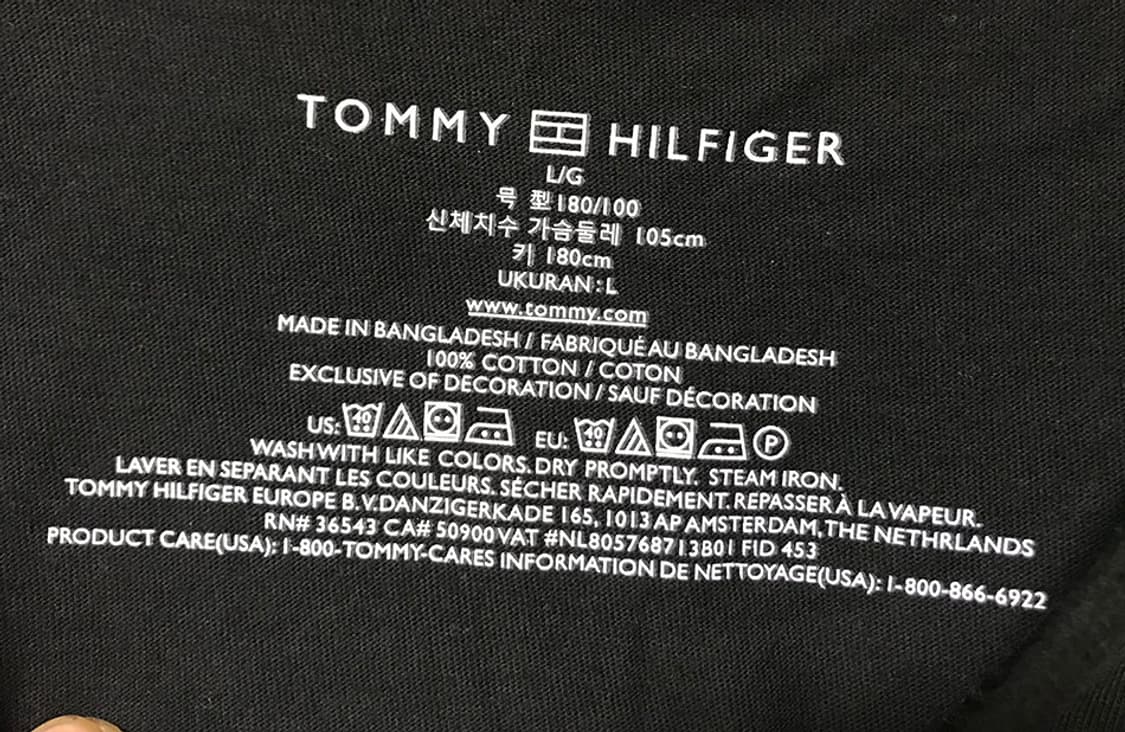 TOMMY HILFIGER
L/G
号 型180/100
신체치수 가슴둘레 105cm
키 180cm
UKURAN:L
www.tommy.com
MADE IN BANGLADESH / FABRIQUÉ AU BANGLADESH
100% COTTON / COTON
EXCLUSIVE OF DECORATION / SAUF DÉCORATION
US: 40 EU: 40 P
WASH WITH LIKE COLORS. DRY PROMPTLY. STEAM IRON.
LAVER EN SEPARANT LES COULEURS. SÉCHER RAPIDEMENT. REPASSER À LA VAPEUR.
TOMMY HILFIGER EUROPE B.V.DANZIGERKADE 165, 1013 AP AMSTERDAM, THE NETHRLANDS
RN# 36543 CA# 50900 VAT #NL805768713B01 FID 453
PRODUCT CARE(USA): 1-800-TOMMY-CARES INFORMATION DE NETTOYAGE(USA): 1-800-866-6922